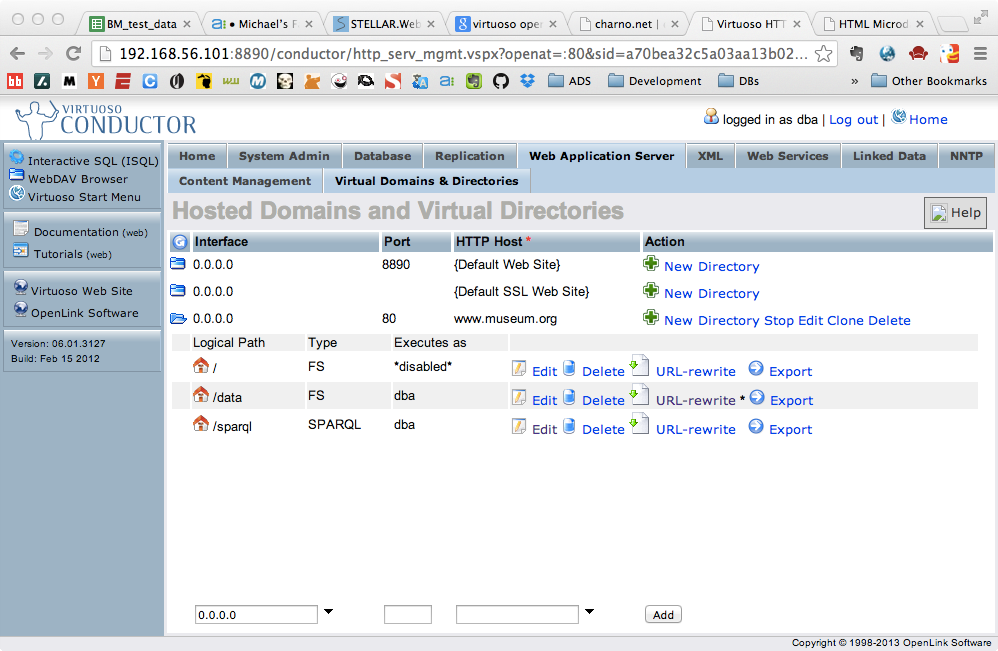 BM_test_data
Michael's F
STELLAR.Web
virtuoso ope
charno.net |
Virtuoso HTT
HTML Microd
192.168.56.101:8890/conductor/http_serv_mgmt.vspx?openat=:80&sid=a70bea32c5a03aa13b02...
ADS Development DBs » Other Bookmarks
VIRTUOSO
CONDUCTOR
logged in as dba | Log out | Home
Interactive SQL (ISQL)
WebDAV Browser
Virtuoso Start Menu
Documentation (web)
Tutorials (web)
Virtuoso Web Site
OpenLink Software
Version: 06.01.3127
Build: Feb 15 2012
Home System Admin Database Replication Web Application Server XML Web Services Linked Data NNTP
Content Management Virtual Domains & Directories
Hosted Domains and Virtual Directories
Help
Interface Port HTTP Host * Action
0.0.0.0 8890 {Default Web Site} New Directory
0.0.0.0 {Default SSL Web Site} New Directory
0.0.0.0 80 www.museum.org New Directory Stop Edit Clone Delete
Logical Path Type Executes as
/ FS *disabled* Edit Delete URL-rewrite Export
/data FS dba Edit Delete URL-rewrite * Export
/sparql SPARQL dba Edit Delete URL-rewrite Export
0.0.0.0 Add
Copyright © 1998-2013 OpenLink Software